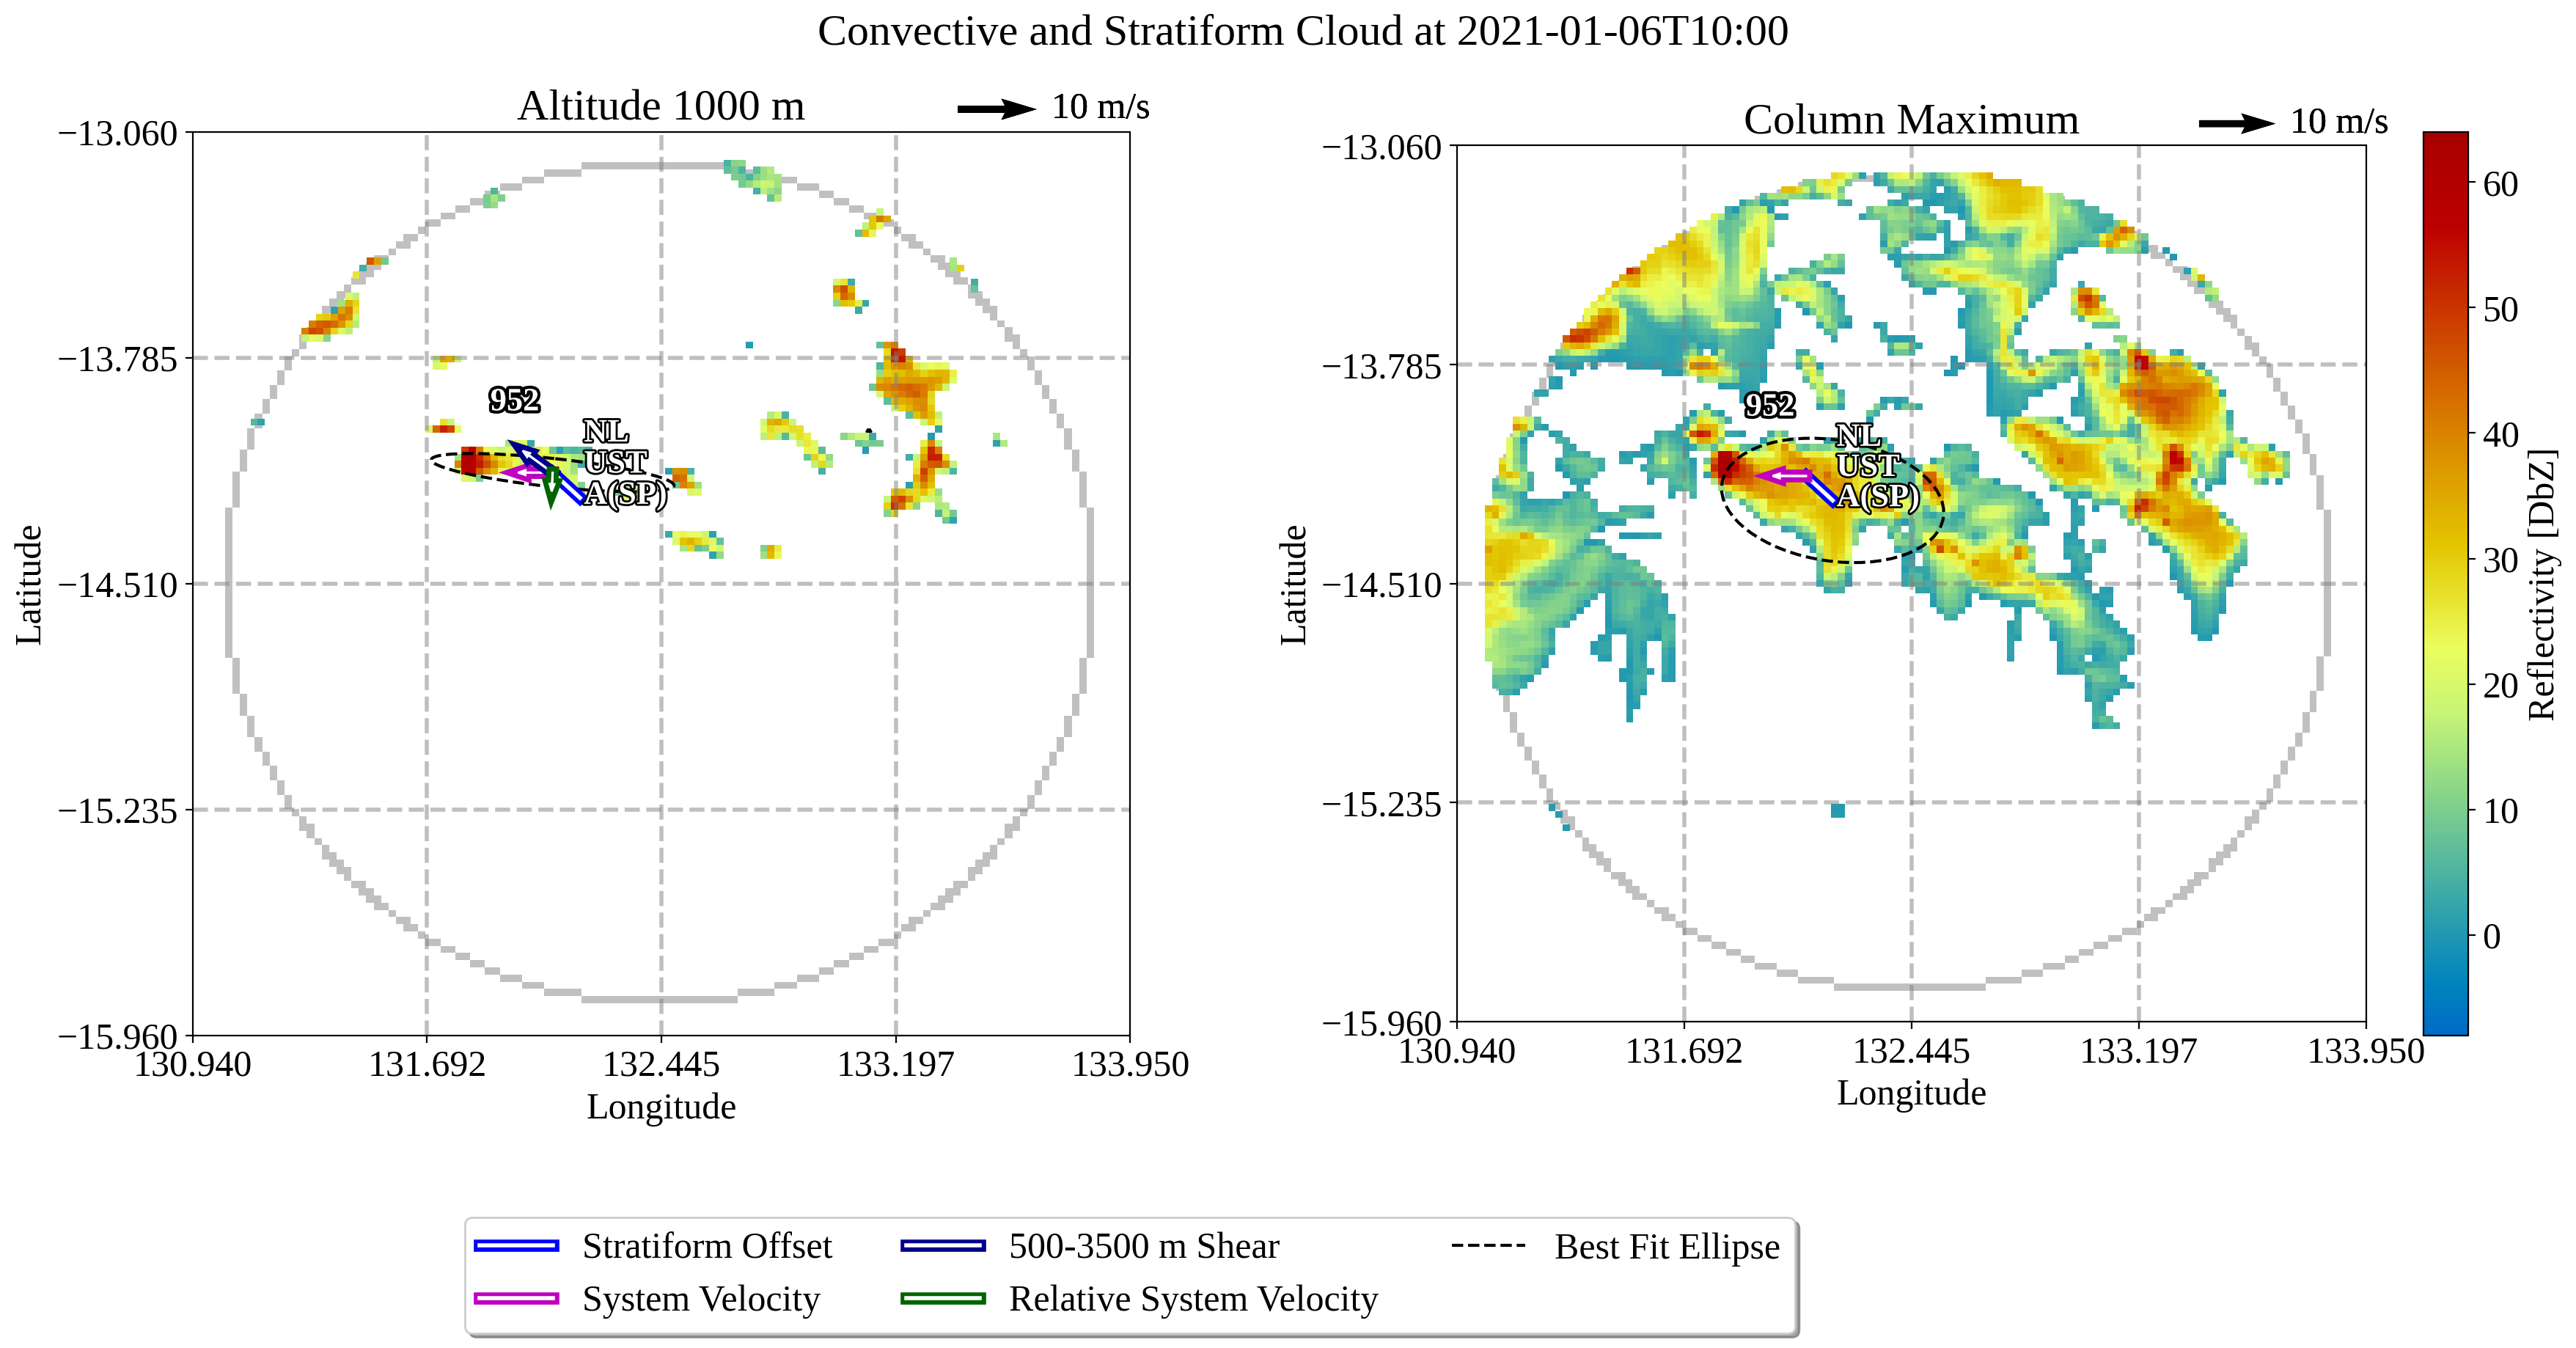 Convective and Stratiform Cloud at 2021-01-06T10:00
Altitude 1000 m
10 m/s
−13.060
−13.785
−14.510
−15.235
−15.960
Latitude
130.940
131.692
132.445
133.197
133.950
Longitude
952
NL
UST
A(SP)
Column Maximum
10 m/s
−13.060
−13.785
−14.510
−15.235
−15.960
Latitude
130.940
131.692
132.445
133.197
133.950
Longitude
952
NL
UST
A(SP)
60
50
40
30
20
10
0
Reflectivity [DbZ]
Stratiform Offset
System Velocity
500-3500 m Shear
Relative System Velocity
Best Fit Ellipse